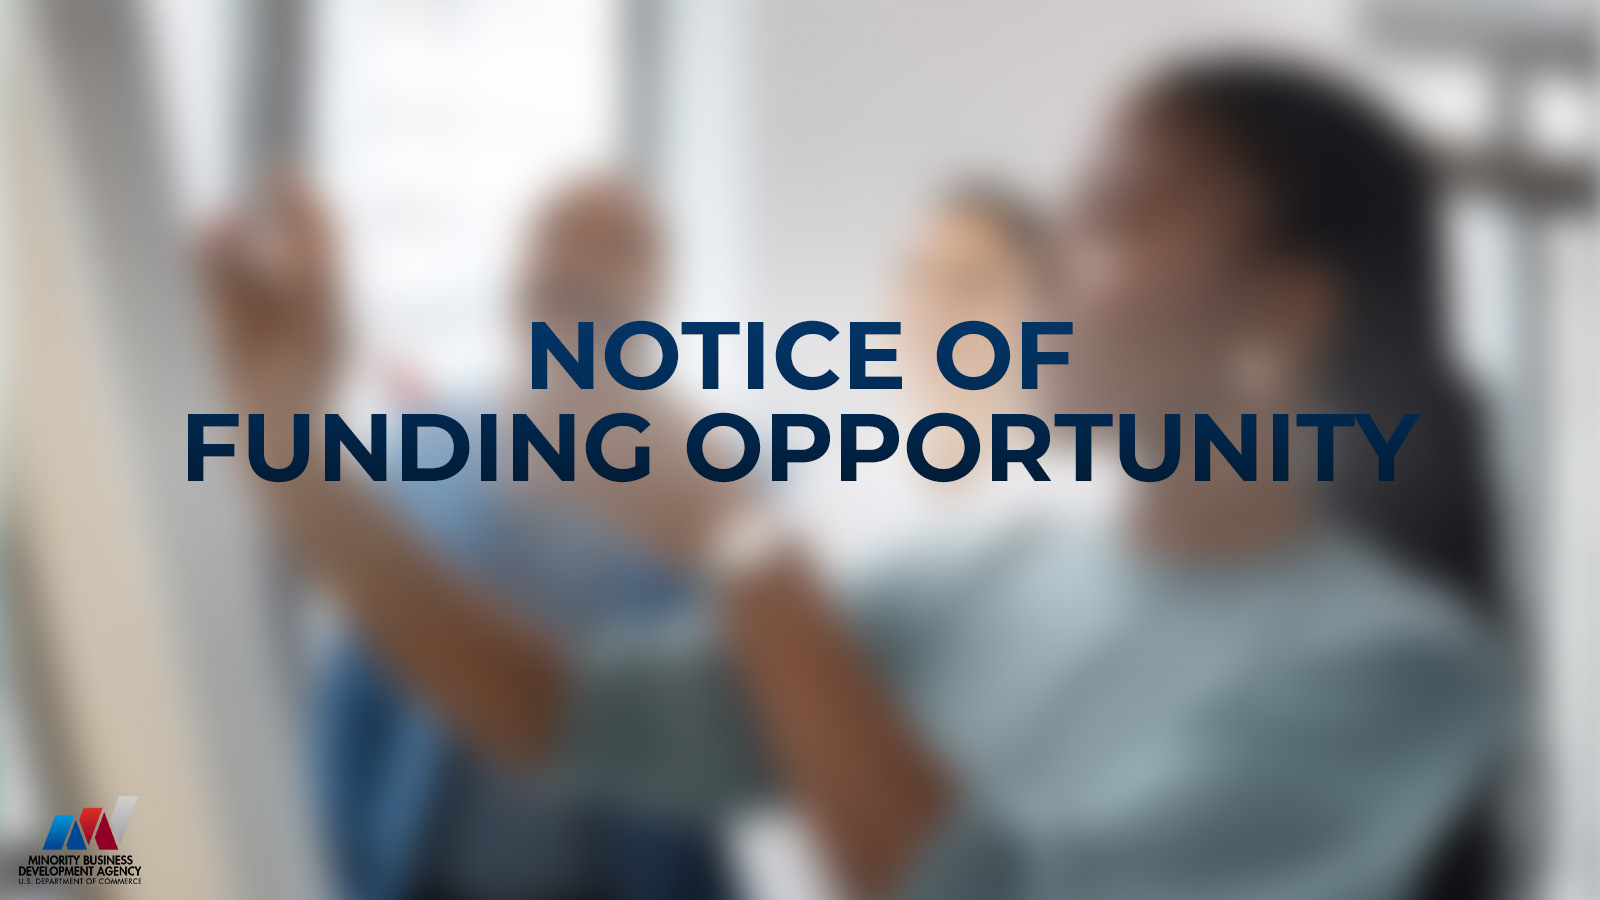 NOTICE OF
FUNDING OPPORTUNITY
MINORITY BUSINESS
DEVELOPMENT AGENCY
U.S. DEPARTMENT OF COMMERCE